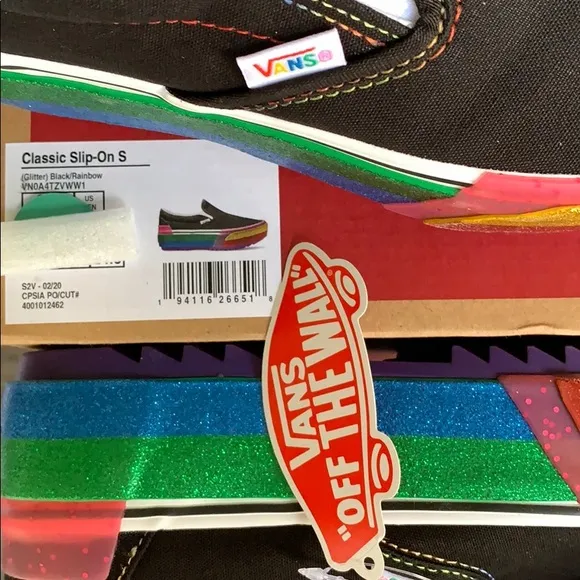 VANS
Classic Slip-On S
(Glitter) Black/Rainbow
VN0A4TZVWW1
US
S2V - 02/20
CPSIA PO/CUT#
4001012462
1 94116 26651 8
VANS
"OFF THE WALL"